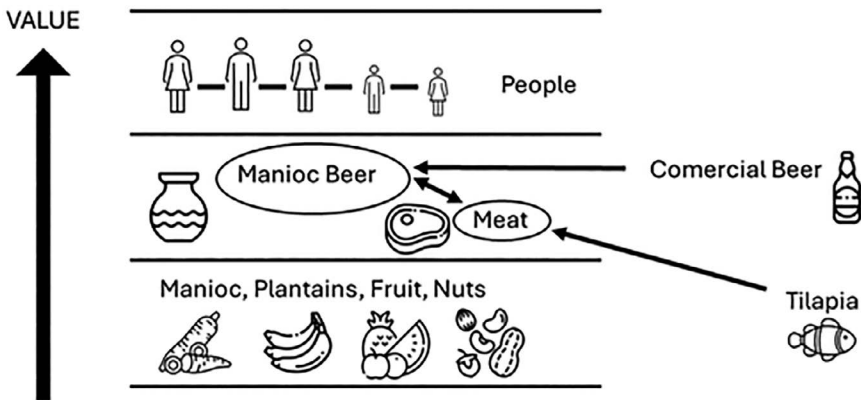 VALUE
People
Manioc Beer
Comercial Beer
Meat
Manioc, Plantains, Fruit, Nuts
Tilapia